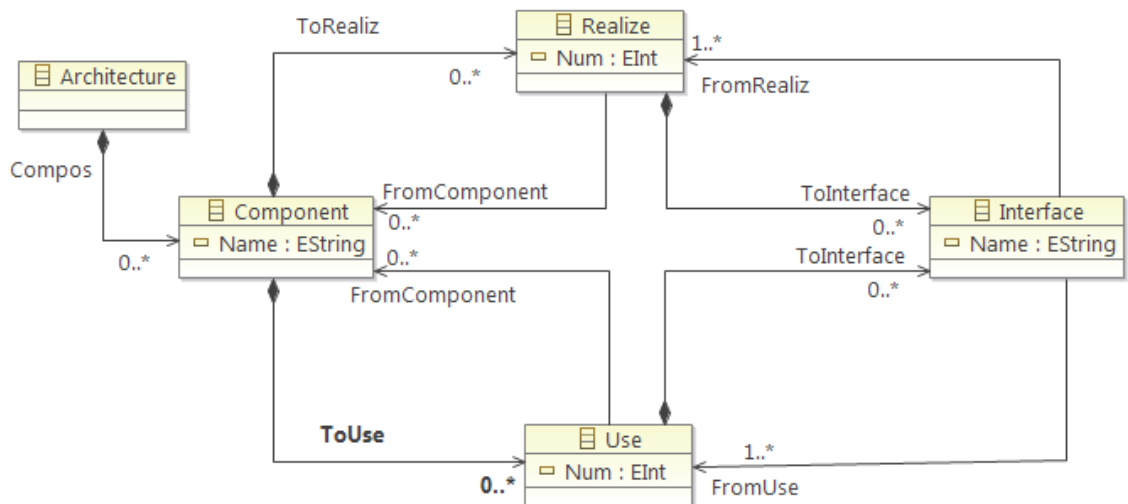 ToRealiz
Realize
Num : EInt
0..*
1..*
FromRealiz
Architecture
Compos
0..*
FromComponent
0..*
Component
Name : EString
0..*
FromComponent
ToInterface
0..*
Interface
Name : EString
ToInterface
0..*
ToUse
0..*
Use
Num : EInt
1..*
FromUse